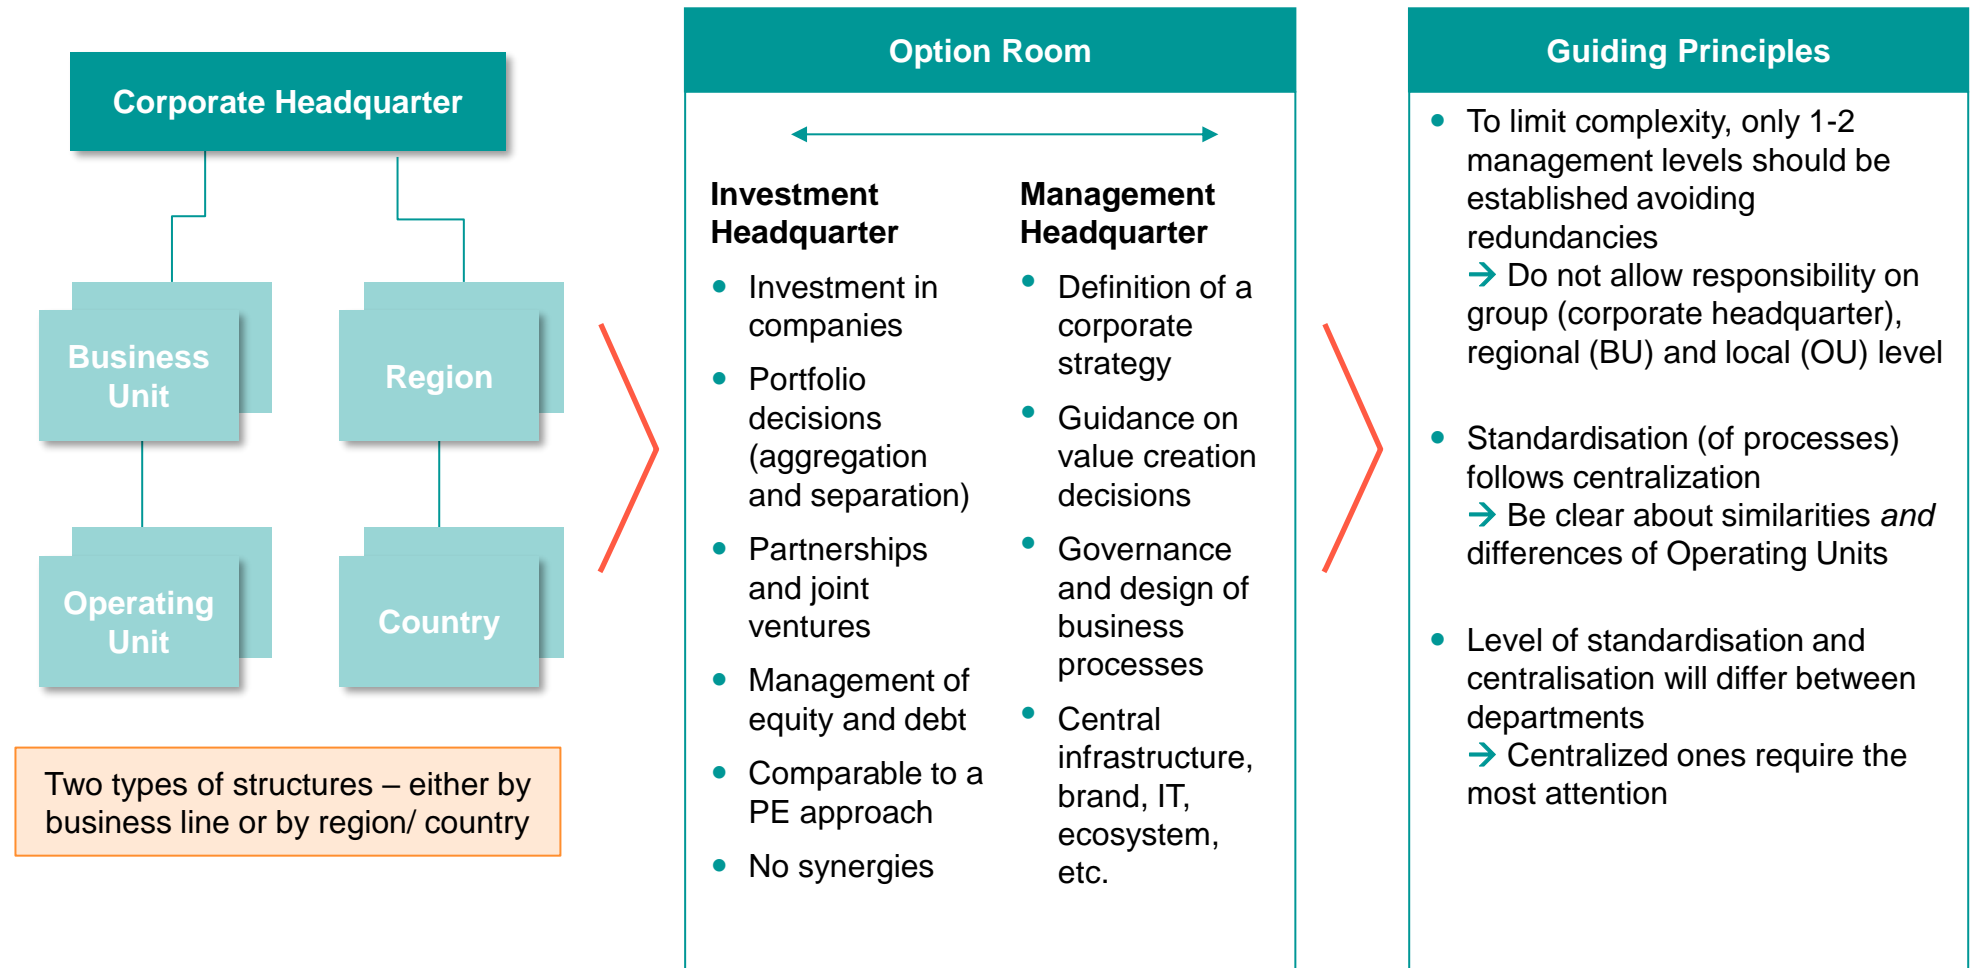 Corporate Headquarter
Business
Unit
Region
Operating
Unit
Country
Two types of structures – either by
business line or by region/ country
Option Room
Investment
Headquarter
• Investment in
companies
• Portfolio
decisions
(aggregation
and separation)
• Partnerships
and joint
ventures
• Management of
equity and debt
• Comparable to a
PE approach
• No synergies
Management
Headquarter
• Definition of a
corporate
strategy
• Guidance on
value creation
decisions
• Governance
and design of
business
processes
• Central
infrastructure,
brand, IT,
ecosystem,
etc.
Guiding Principles
• To limit complexity, only 1-2
management levels should be
established avoiding
redundancies
→ Do not allow responsibility on
group (corporate headquarter),
regional (BU) and local (OU) level
• Standardisation (of processes)
follows centralization
→ Be clear about similarities and
differences of Operating Units
• Level of standardisation and
centralisation will differ between
departments
→ Centralized ones require the
most attention